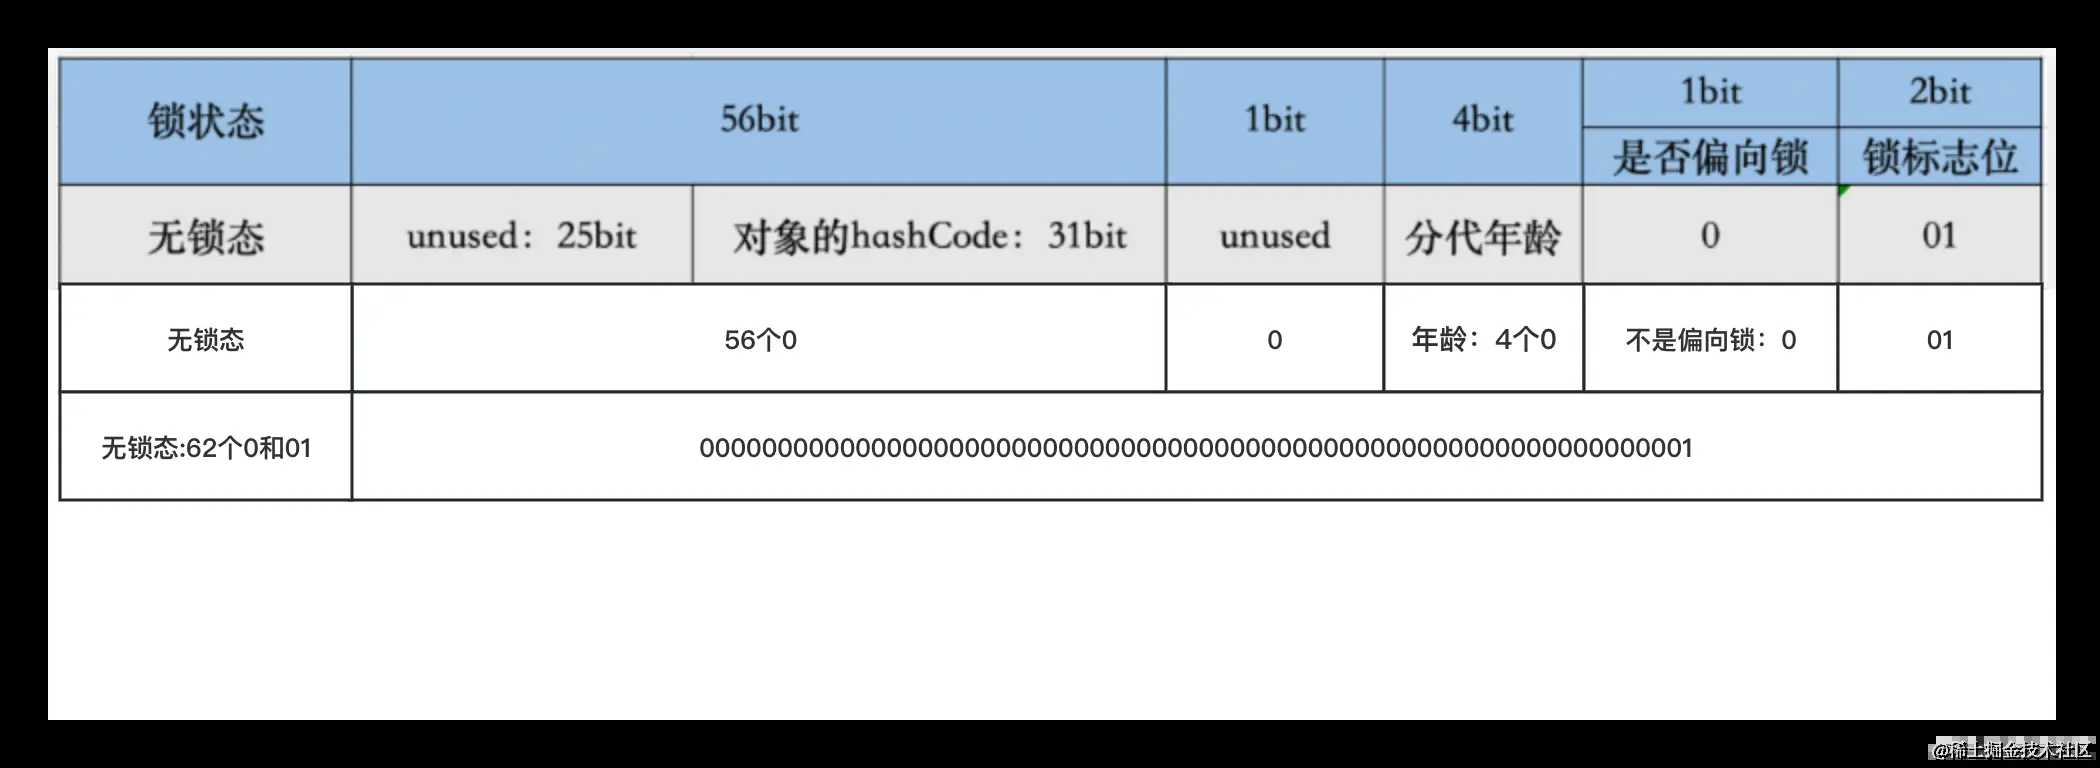 锁状态 56bit 1bit 4bit 1bit 2bit
是否偏向锁 锁标志位
无锁态 unused：25bit 对象的hashCode：31bit unused 分代年龄 0 01
无锁态 56个0 0 年龄：4个0 不是偏向锁：0 01
无锁态:62个0和01 0000000000000000000000000000000000000000000000000000000000000001
@稀土掘金技术社区